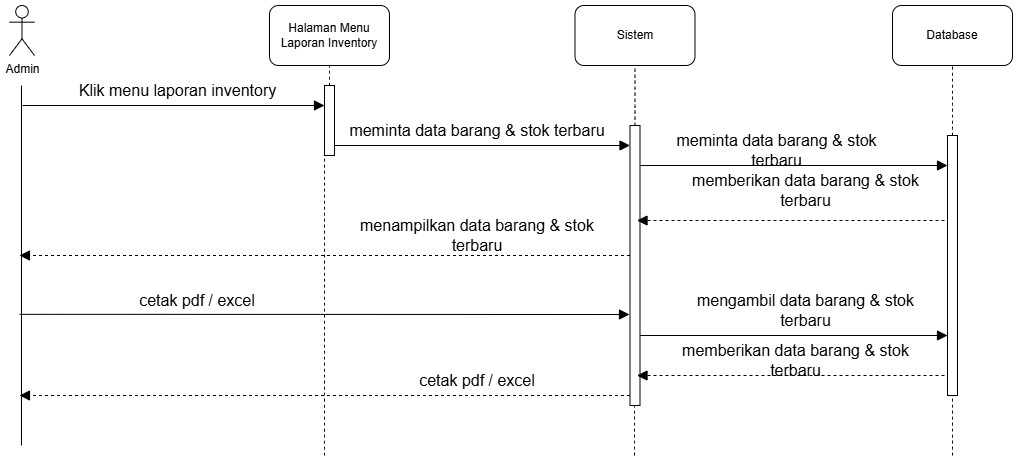 Halaman Menu
Laporan Inventory
Sistem
Database
Admin
Klik menu laporan inventory
meminta data barang & stok terbaru
meminta data barang & stok
terbaru
memberikan data barang & stok
terbaru
menampilkan data barang & stok
terbaru
cetak pdf / excel
mengambil data barang & stok
terbaru
memberikan data barang & stok
terbaru
cetak pdf / excel